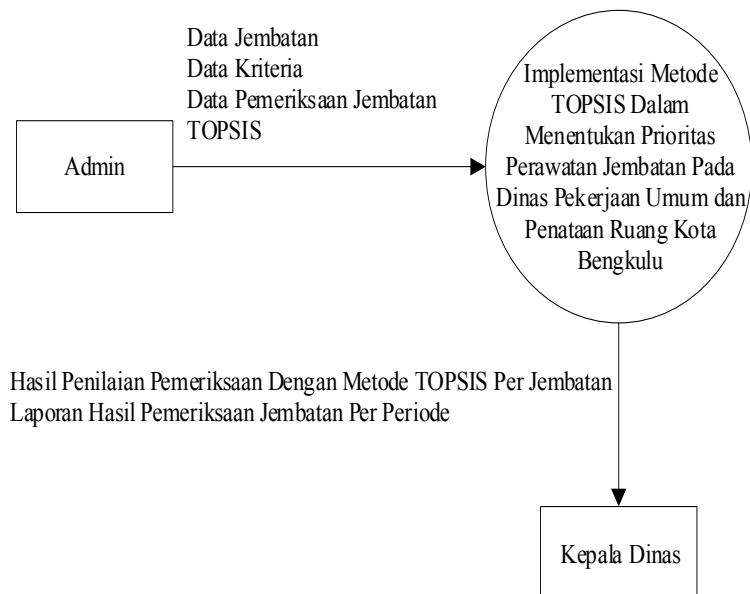 Data Jembatan
Data Kriteria
Data Pemeriksaan Jembatan
TOPSIS
Admin
Implementasi Metode
TOPSIS Dalam
Menentukan Prioritas
Perawatan Jembatan Pada
Dinas Pekerjaan Umum dan
Penataan Ruang Kota
Bengkulu
Hasil Penilaian Pemeriksaan Dengan Metode TOPSIS Per Jembatan
Laporan Hasil Pemeriksaan Jembatan Per Periode
Kepala Dinas